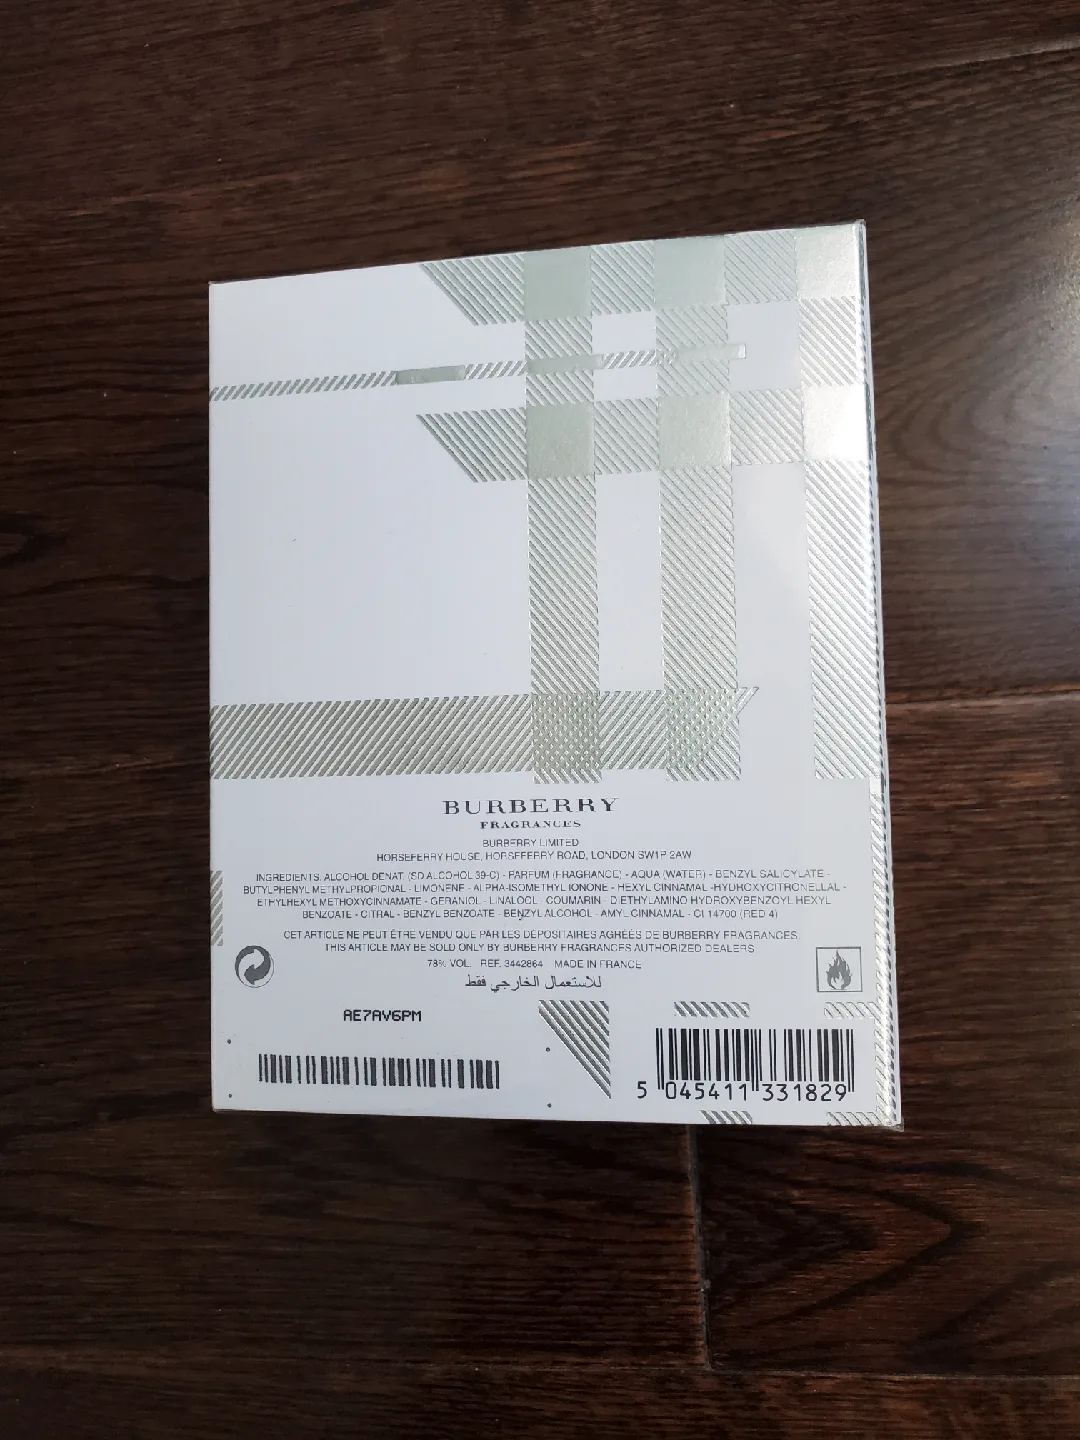 BURBERRY
FRAGRANCES
BURBERRY LIMITED
HORSEFERRY HOUSE, HORSEFERRY ROAD, LONDON SW1P 2AW
INGREDIENTS: ALCOHOL DENAT. (SD ALCOHOL 39-C) - PARFUM (FRAGRANCE) - AQUA (WATER) - BENZYL SALICYLATE -
BUTYLPHENYL METHYLPROPIONAL - LIMONENE - ALPHA-ISOMETHYL IONONE - HEXYL CINNAMAL -HYDROXYCITRONELLAL -
ETHYLHEXYL METHOXYCINNAMATE - GERANIOL - LINALOOL - COUMARIN - DIETHYLAMINO HYDROXYBENZOYL HEXYL
BENZOATE - CITRAL - BENZYL BENZOATE - BENZYL ALCOHOL - AMYL CINNAMAL - CI 14700 (RED 4)
CET ARTICLE NE PEUT ÊTRE VENDU QUE PAR LES DÉPOSITAIRES AGRÉÉS DE BURBERRY FRAGRANCES.
THIS ARTICLE MAY BE SOLD ONLY BY BURBERRY FRAGRANCES AUTHORIZED DEALERS
78% VOL. REF. 3442864 MADE IN FRANCE
للاستعمال الخارجي فقط
AE7AV6PM
5 045411 331829